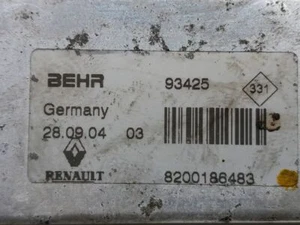 BEHR 93425 331
Germany
28.09.04 03
RENAULT 8200186483